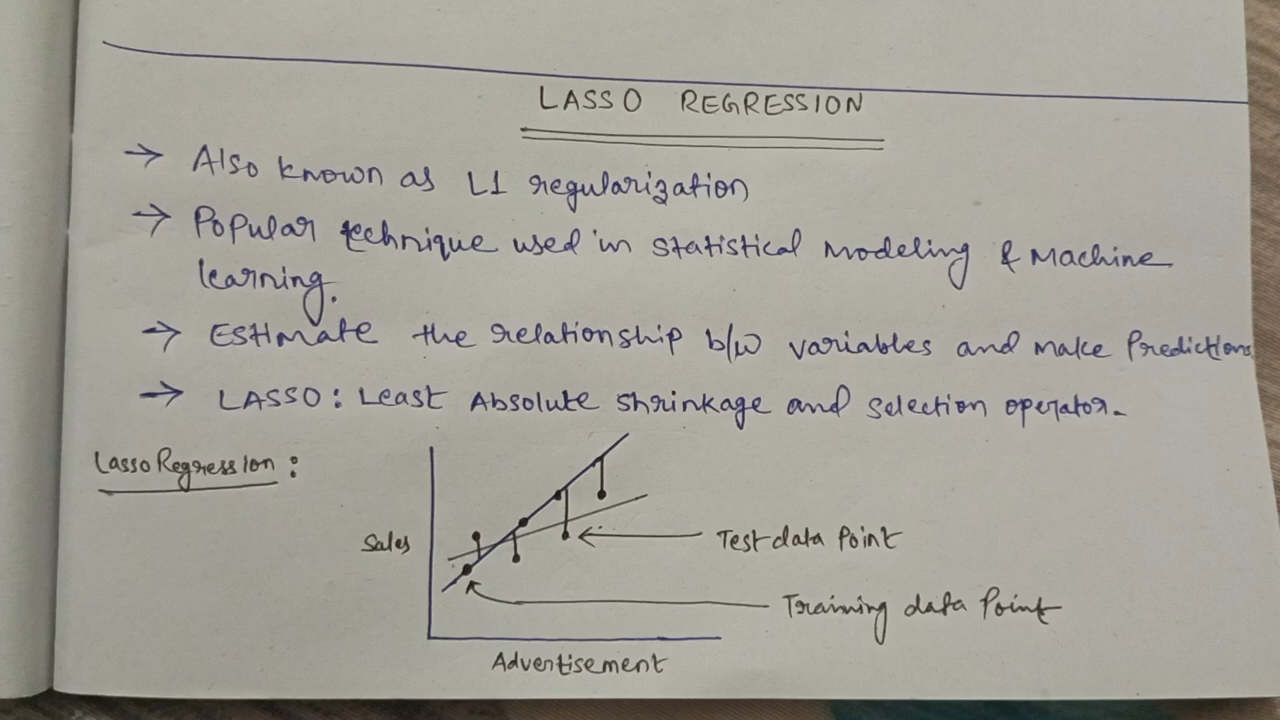 LASSO REGRESSION
→ Also known as L1 regularization
→ Popular technique used in statistical modeling & Machine
learning.
→ Estimate the relationship b/w variables and make Predictions
→ LASSO : Least Absolute shrinkage and selection operator.
Lasso Regression :
Sales
Test data Point
Training data Point
Advertisement